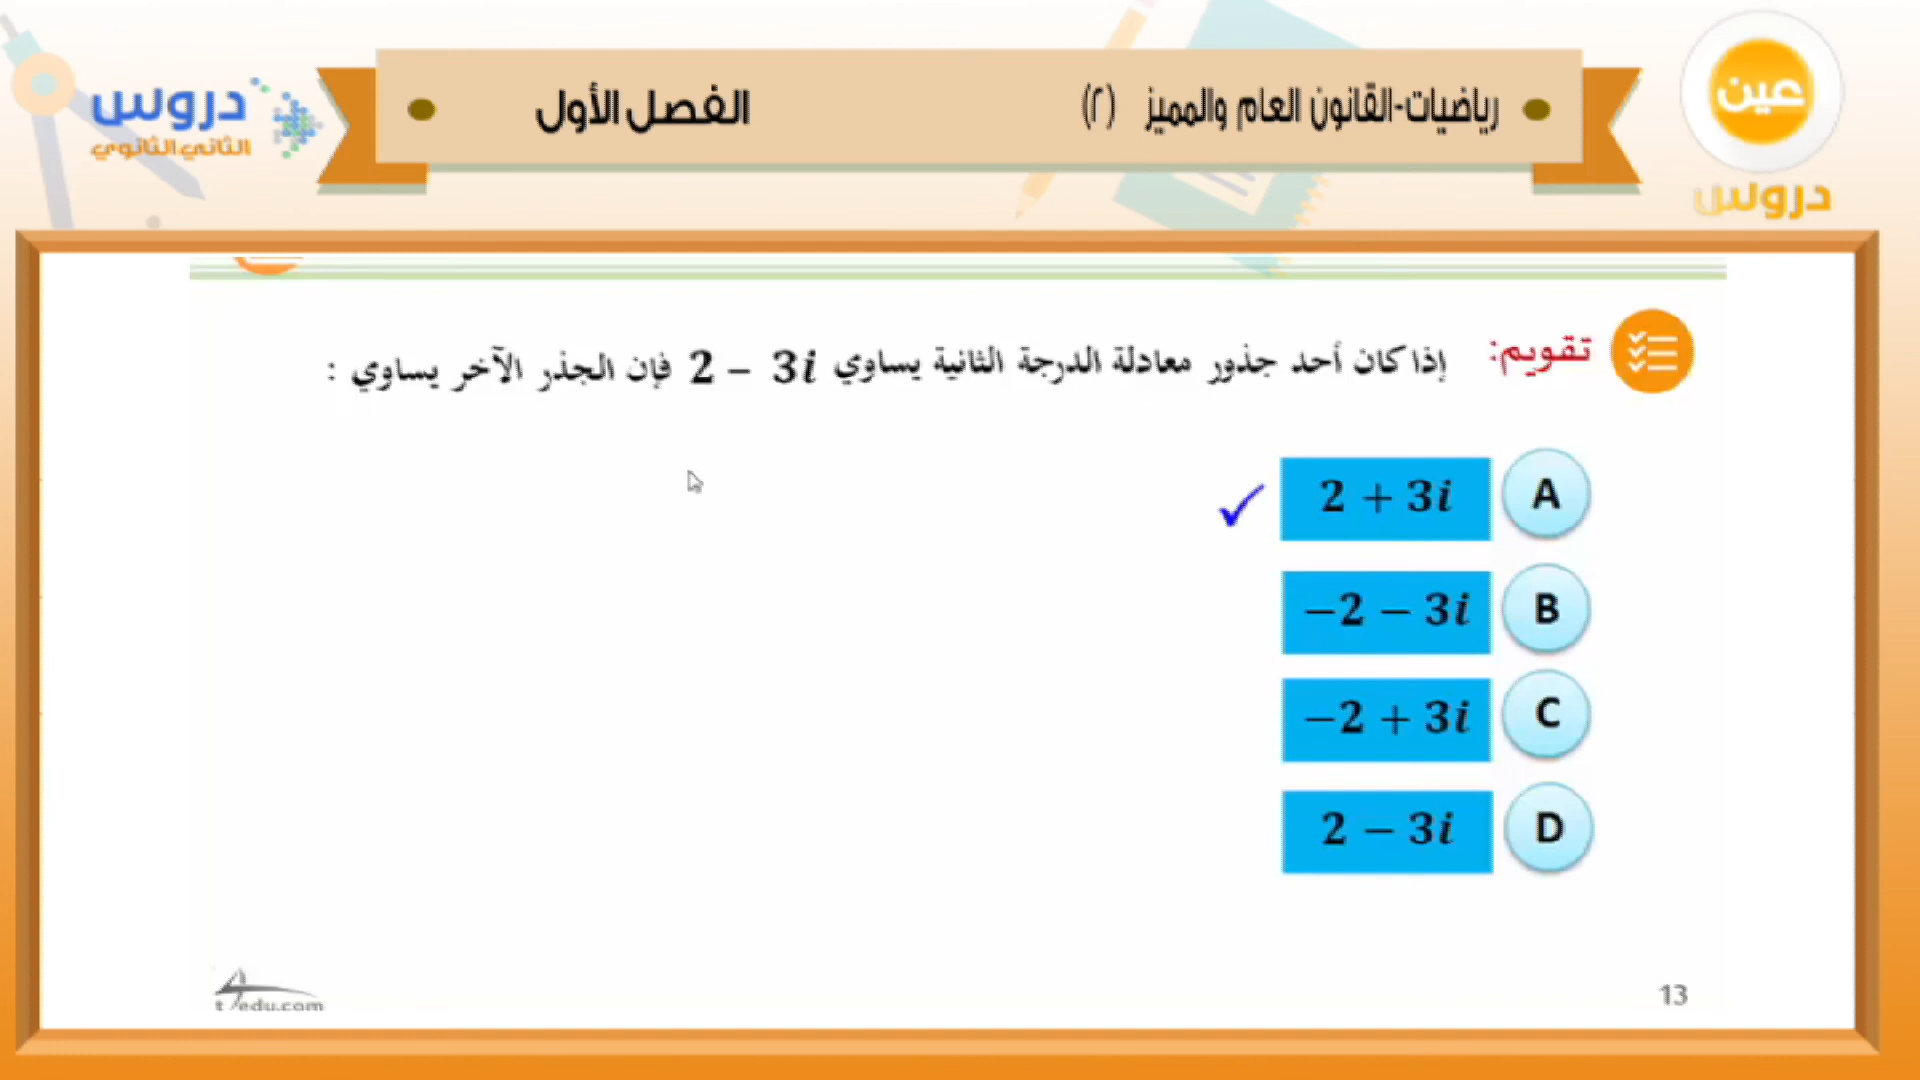 عين
دروس
رياضيات-القانون العام والمميز (٢)
الفصل الأول
دروس
الثاني الثانوي
تقويم: إذا كان أحد جذور معادلة الدرجة الثانية يساوي 2 − 3i فإن الجذر الآخر يساوي :
A 2 + 3i
B −2 − 3i
C −2 + 3i
D 2 − 3i
t4edu.com
13